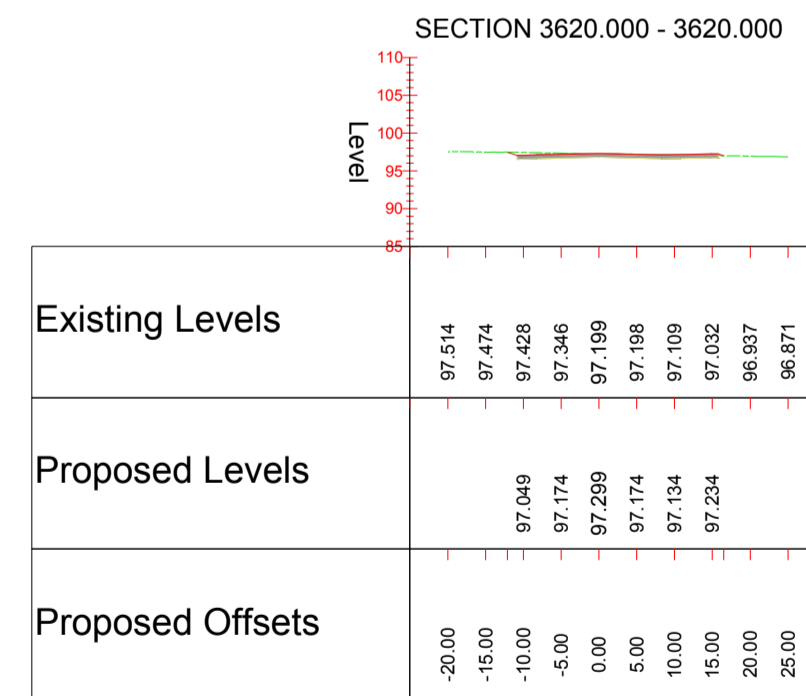 SECTION 3620.000 - 3620.000
110
105
100
95
90
85
Level
Existing Levels
97.514 97.474 97.428 97.346 97.199 97.198 97.109 97.032 96.937 96.871
Proposed Levels
97.049 97.174 97.299 97.174 97.134 97.234
Proposed Offsets
-20.00 -15.00 -10.00 -5.00 0.00 5.00 10.00 15.00 20.00 25.00